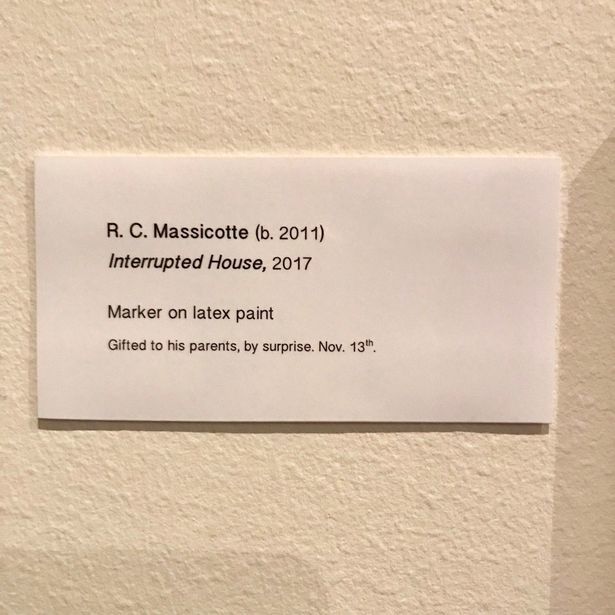 R. C. Massicotte (b. 2011)
Interrupted House, 2017
Marker on latex paint
Gifted to his parents, by surprise. Nov. 13th.